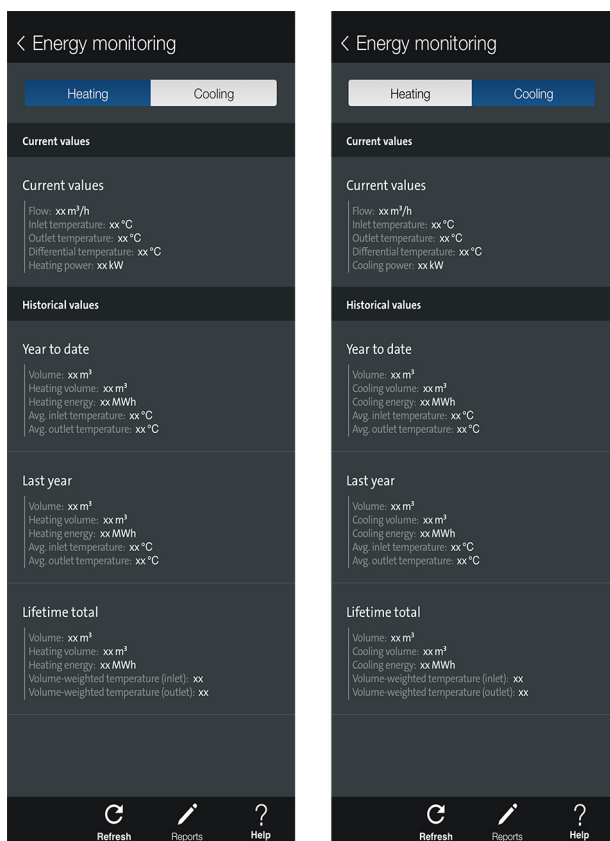 Energy monitoring
Heating Cooling
Current values
Current values
Flow: xx m³/h
Inlet temperature: xx °C
Outlet temperature: xx °C
Differential temperature: xx °C
Heating power: xx kW
Historical values
Year to date
Volume: xx m³
Heating volume: xx m³
Heating energy: xx MWh
Avg. inlet temperature: xx °C
Avg. outlet temperature: xx °C
Last year
Volume: xx m³
Heating volume: xx m³
Heating energy: xx MWh
Avg. inlet temperature: xx °C
Avg. outlet temperature: xx °C
Lifetime total
Volume: xx m³
Heating volume: xx m³
Heating energy: xx MWh
Volume-weighted temperature (inlet): xx
Volume-weighted temperature (outlet): xx
Refresh Reports Help
Energy monitoring
Heating Cooling
Current values
Current values
Flow: xx m³/h
Inlet temperature: xx °C
Outlet temperature: xx °C
Differential temperature: xx °C
Cooling power: xx kW
Historical values
Year to date
Volume: xx m³
Cooling volume: xx m³
Cooling energy: xx MWh
Avg. inlet temperature: xx °C
Avg. outlet temperature: xx °C
Last year
Volume: xx m³
Cooling volume: xx m³
Cooling energy: xx MWh
Avg. inlet temperature: xx °C
Avg. outlet temperature: xx °C
Lifetime total
Volume: xx m³
Cooling volume: xx m³
Cooling energy: xx MWh
Volume-weighted temperature (inlet): xx
Volume-weighted temperature (outlet): xx
Refresh Reports Help